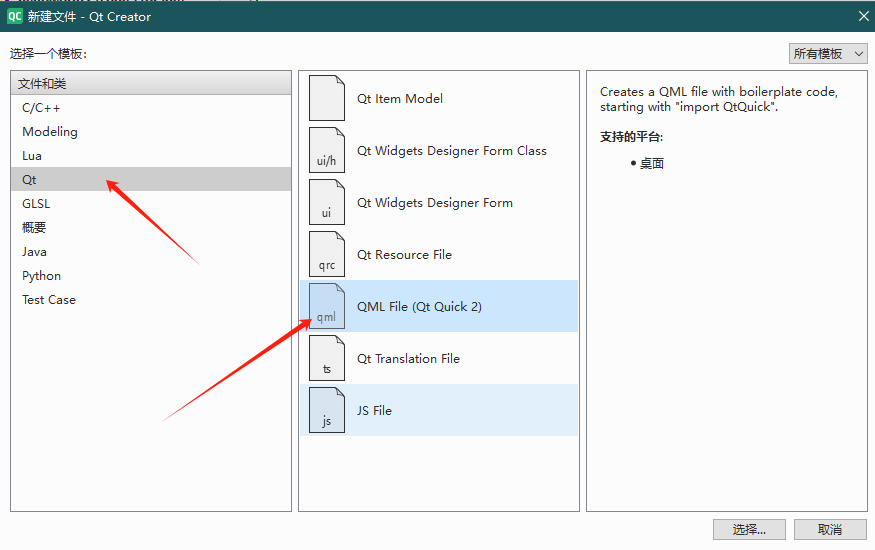 QC 新建文件 - Qt Creator
选择一个模板:
所有模板
文件和类
C/C++
Modeling
Lua
Qt
GLSL
概要
Java
Python
Test Case
Qt Item Model
ui/h
Qt Widgets Designer Form Class
ui
Qt Widgets Designer Form
qrc
Qt Resource File
qml
QML File (Qt Quick 2)
ts
Qt Translation File
js
JS File
Creates a QML file with boilerplate code,
starting with "import QtQuick".
支持的平台:
• 桌面
选择...
取消